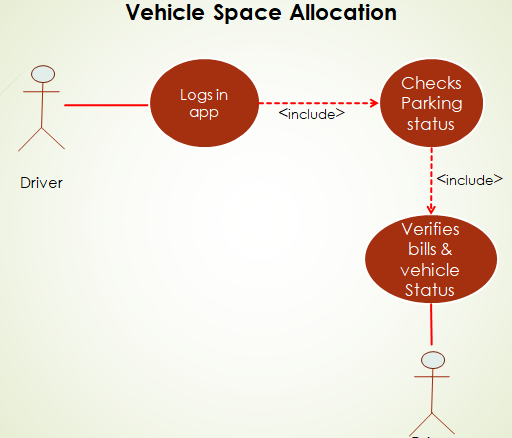 Vehicle Space Allocation
Logs in
app
<include>
Checks
Parking
status
Driver
<include>
Verifies
bills &
vehicle
Status